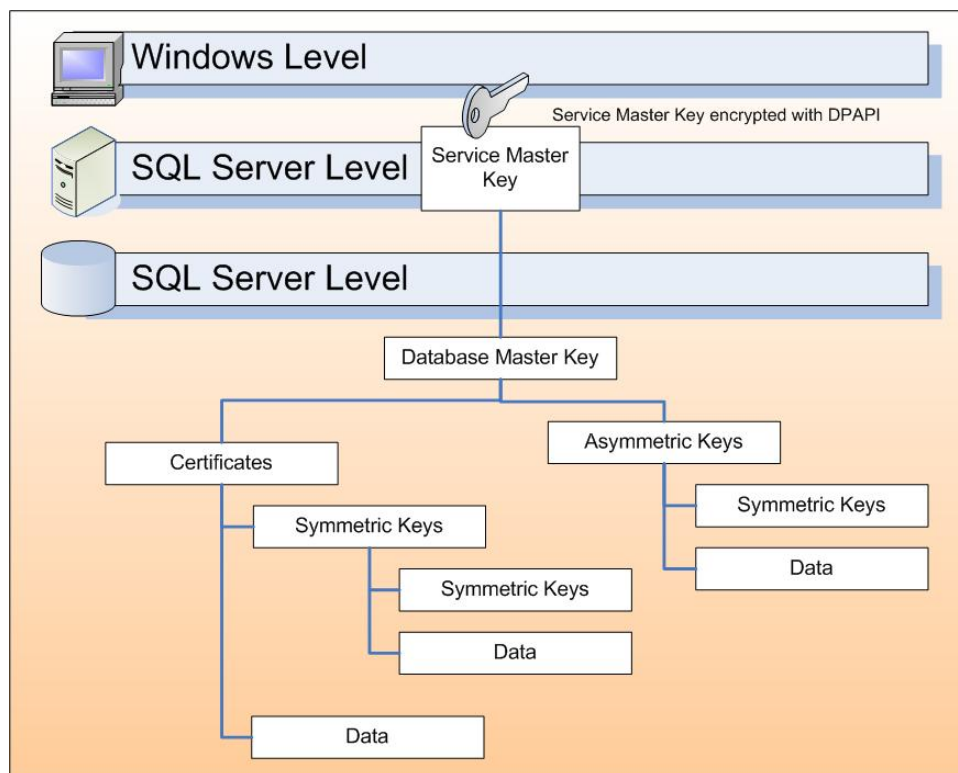 Windows Level
Service Master Key encrypted with DPAPI
SQL Server Level
Service Master
Key
SQL Server Level
Database Master Key
Certificates
Asymmetric Keys
Symmetric Keys
Symmetric Keys
Symmetric Keys
Data
Data
Data